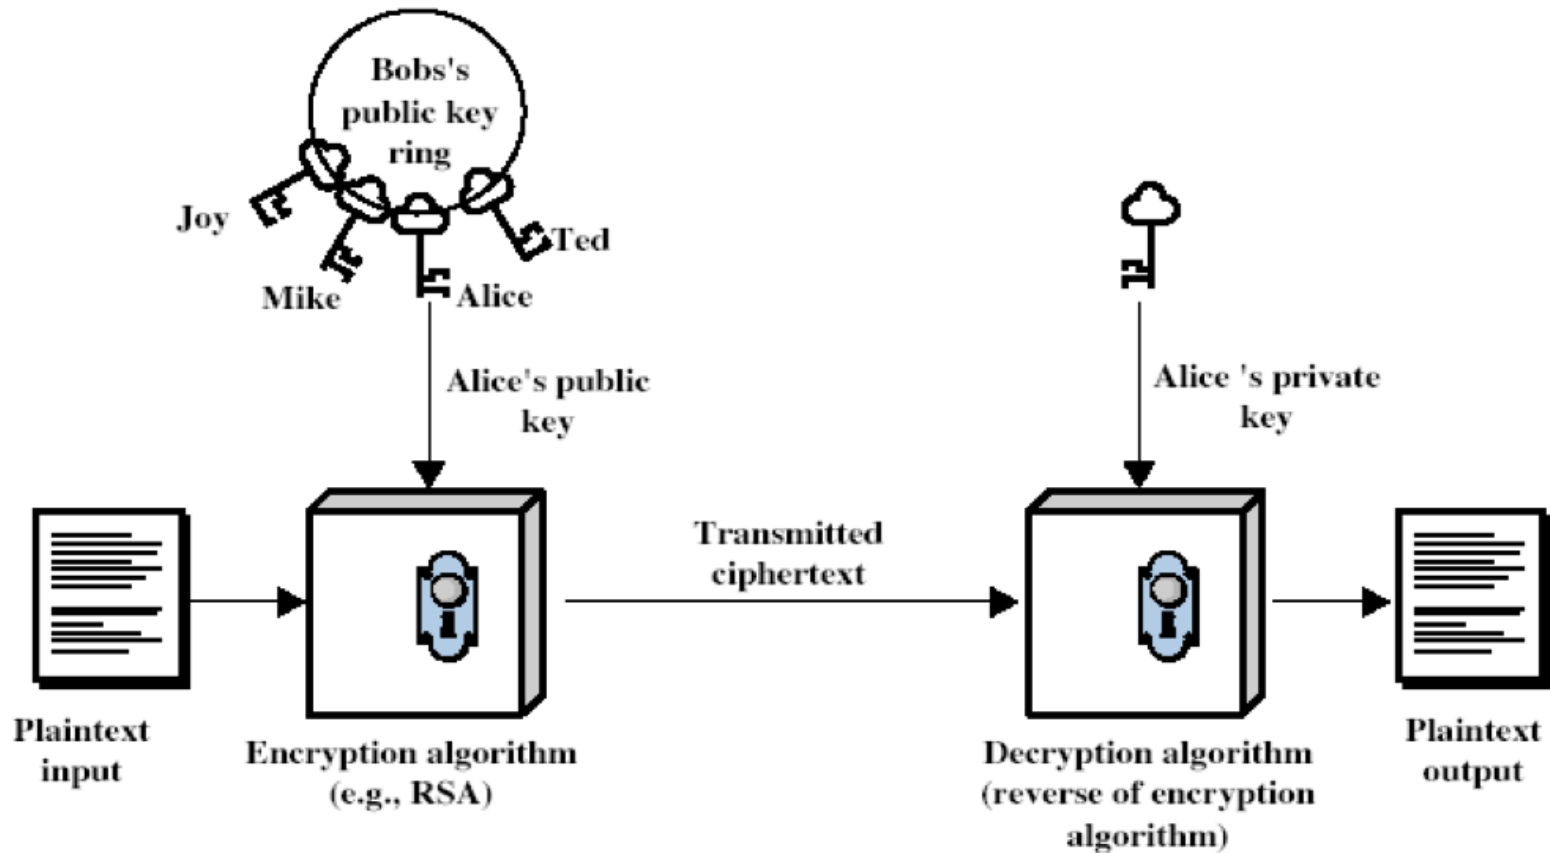 Bobs's
public key
ring
Joy
Ted
Mike
Alice
Alice's public
key
Alice 's private
key
Transmitted
ciphertext
Plaintext
input
Encryption algorithm
(e.g., RSA)
Decryption algorithm
(reverse of encryption
algorithm)
Plaintext
output